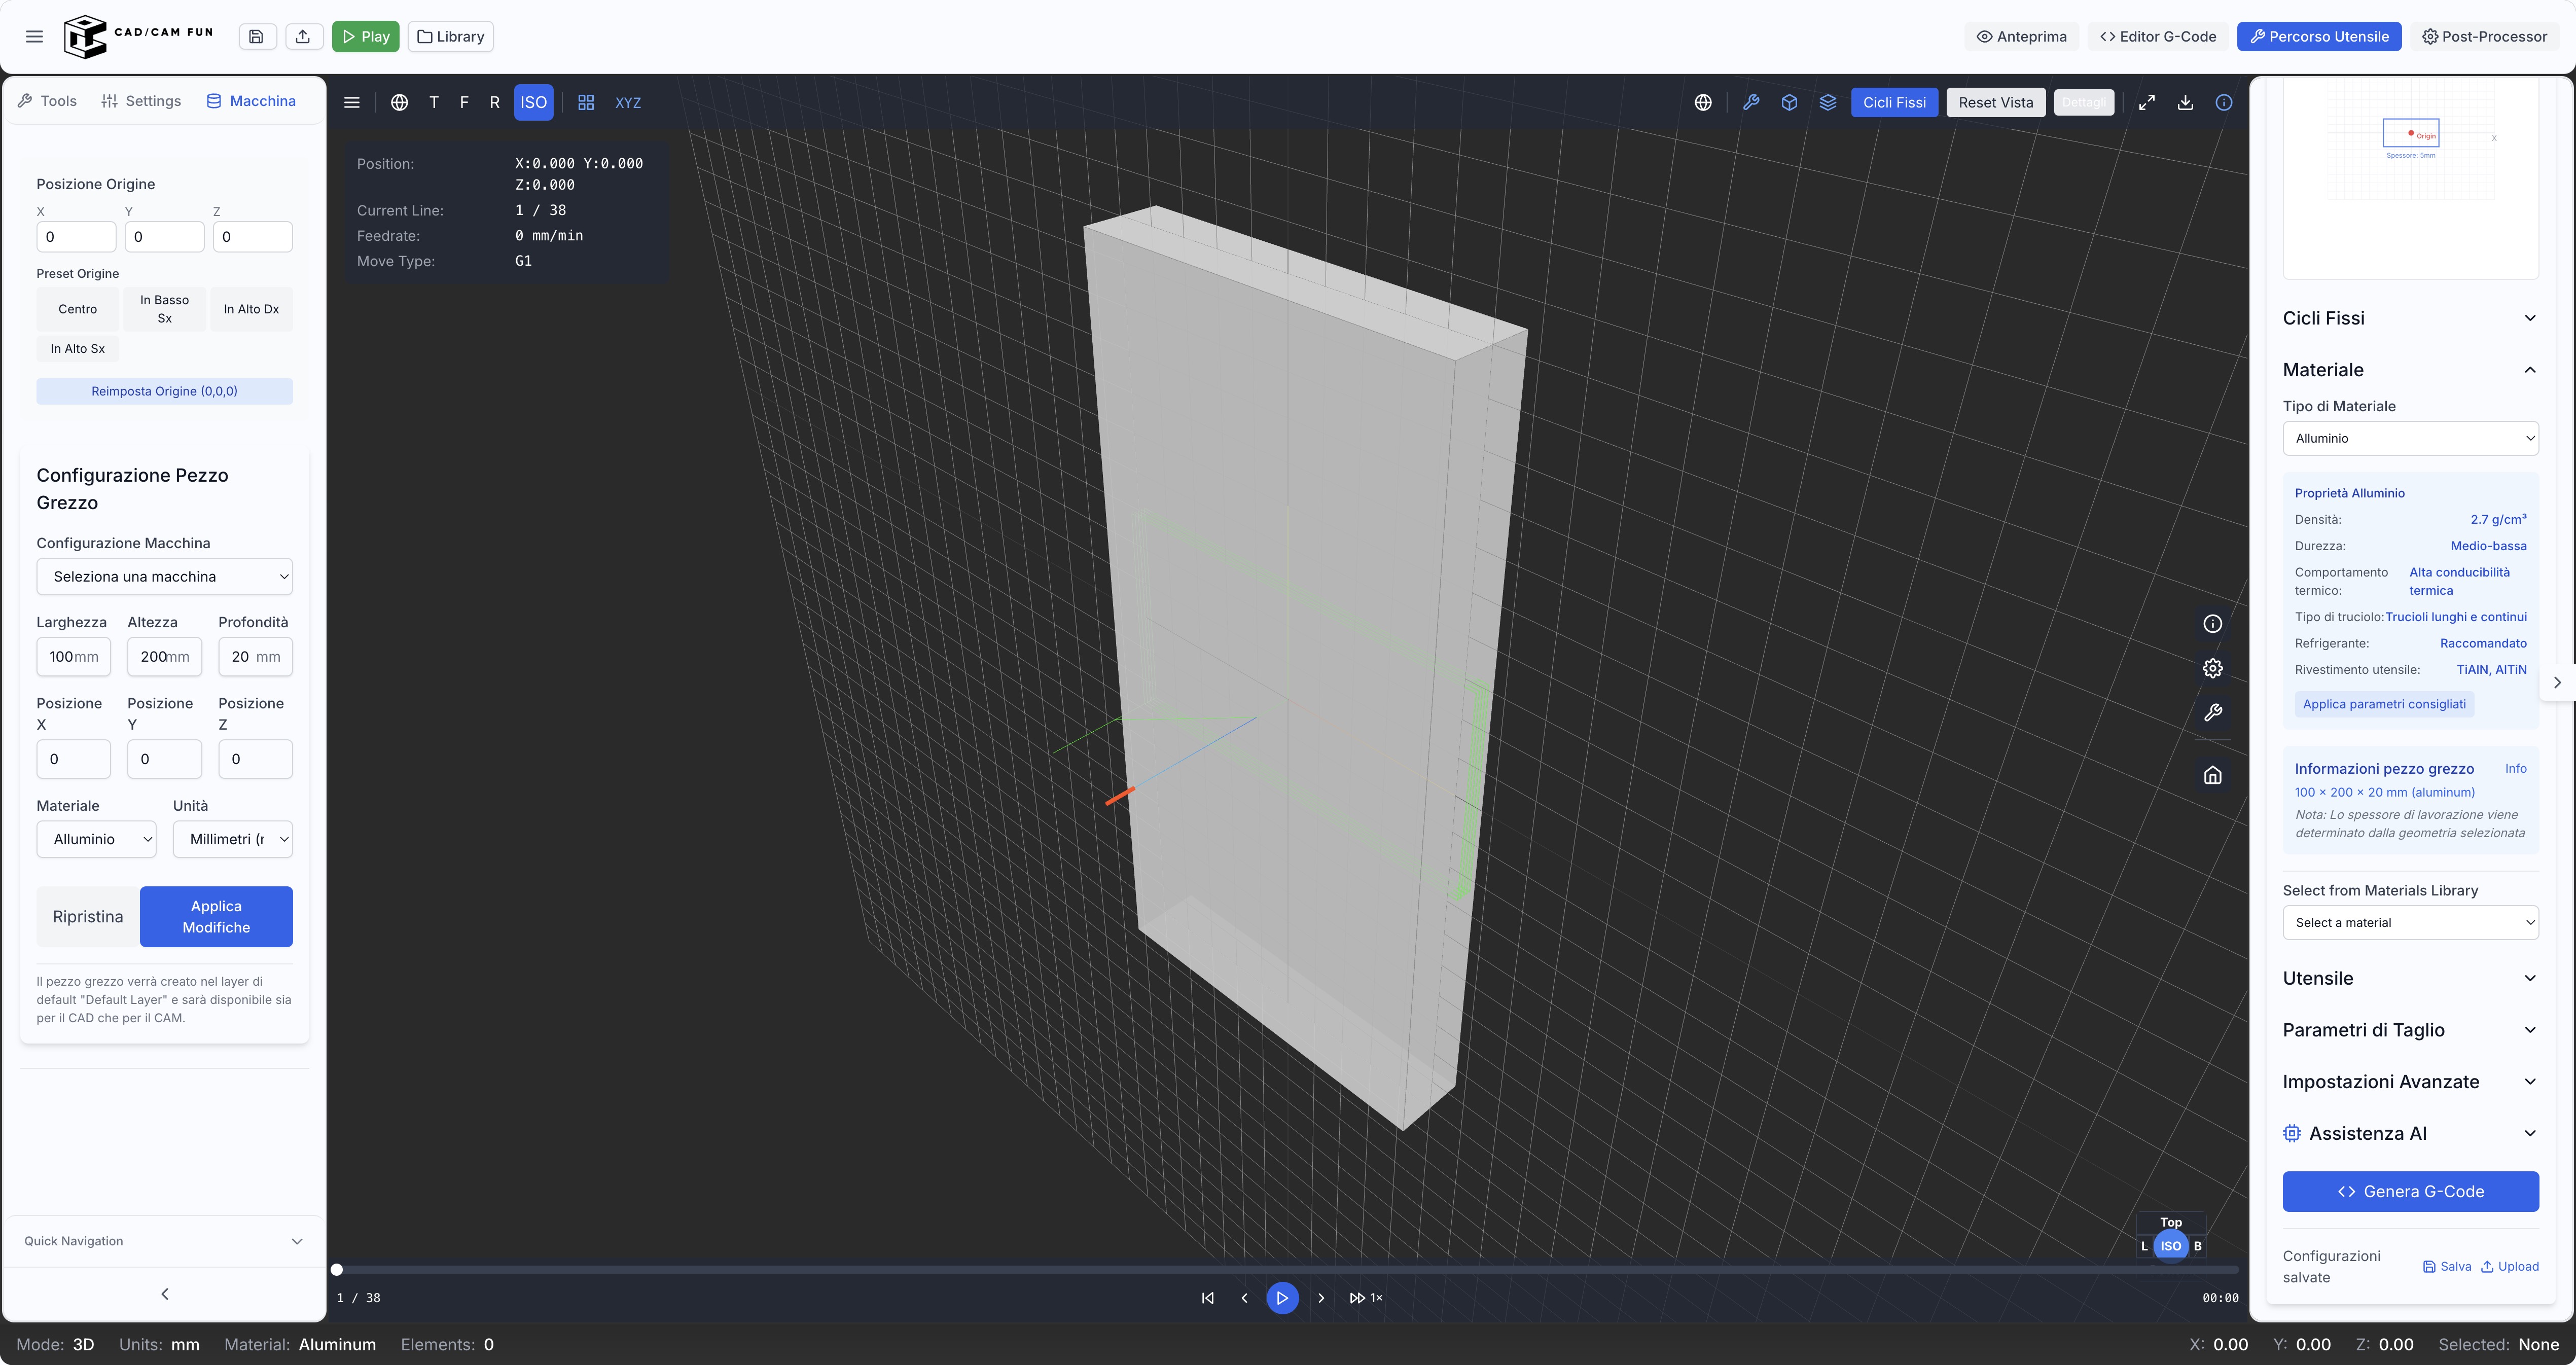 CAD/CAM FUN
Play
Library
Anteprima
Editor G-Code
Percorso Utensile
Post-Processor
Tools
Settings
Macchina
Posizione Origine
X
Y
Z
0
0
0
Preset Origine
Centro
In Basso
Sx
In Alto Dx
In Alto Sx
Reimposta Origine (0,0,0)
Configurazione Pezzo
Grezzo
Configurazione Macchina
Seleziona una macchina
Larghezza
Altezza
Profondità
100 mm
200 mm
20 mm
Posizione
X
Posizione
Y
Posizione
Z
0
0
0
Materiale
Unità
Alluminio
Millimetri (r
Ripristina
Applica
Modifiche
Il pezzo grezzo verrà creato nel layer di
default "Default Layer" e sarà disponibile sia
per il CAD che per il CAM.
Quick Navigation
T
F
R
ISO
XYZ
Cicli Fissi
Reset Vista
Dettagli
Position:
X:0.000 Y:0.000
Z:0.000
Current Line:
1 / 38
Feedrate:
0 mm/min
Move Type:
G1
Top
L
ISO
B
1 / 38
1×
00:00
Origin
X
Spessore: 5mm
Cicli Fissi
Materiale
Tipo di Materiale
Alluminio
Proprietà Alluminio
Densità:
2.7 g/cm³
Durezza:
Medio-bassa
Comportamento
termico:
Alta conducibilità
termica
Tipo di truciolo:
Trucioli lunghi e continui
Refrigerante:
Raccomandato
Rivestimento utensile:
TiAlN, AlTiN
Applica parametri consigliati
Informazioni pezzo grezzo
Info
100 × 200 × 20 mm (aluminum)
Nota: Lo spessore di lavorazione viene
determinato dalla geometria selezionata
Select from Materials Library
Select a material
Utensile
Parametri di Taglio
Impostazioni Avanzate
Assistenza AI
Genera G-Code
Configurazioni
salvate
Salva
Upload
Mode: 3D
Units: mm
Material: Aluminum
Elements: 0
X: 0.00
Y: 0.00
Z: 0.00
Selected: None